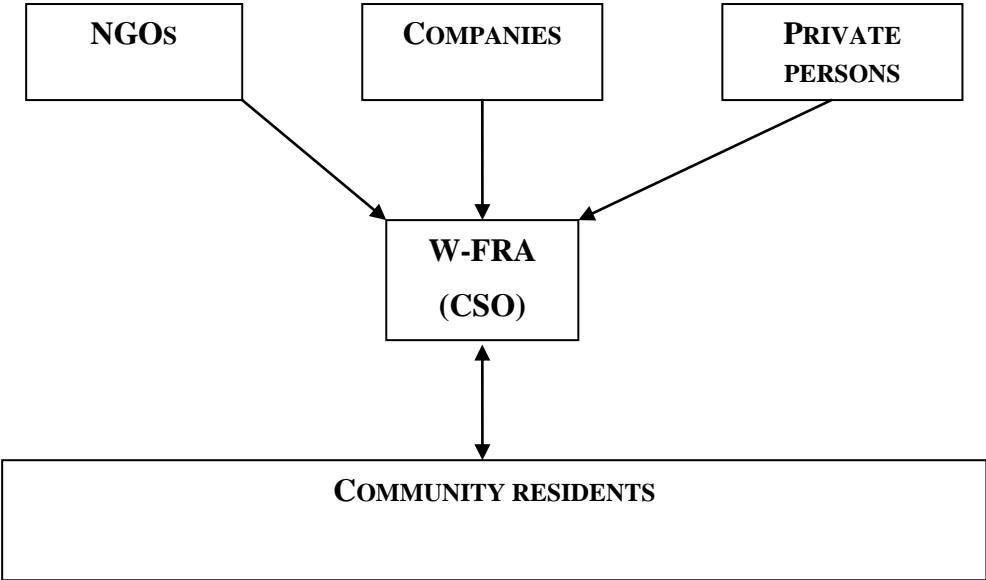 NGOs
COMPANIES
PRIVATE
PERSONS
W-FRA
(CSO)
COMMUNITY RESIDENTS